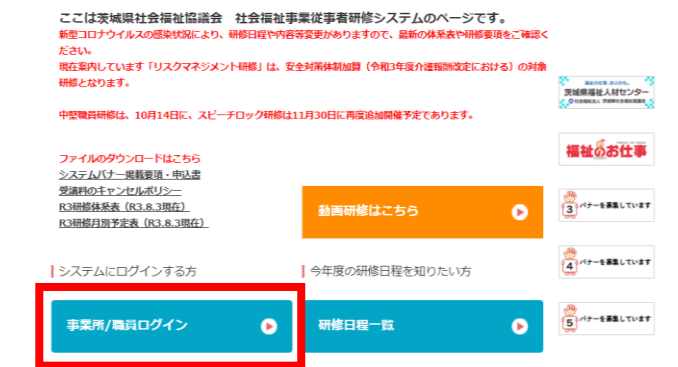 ここは茨城県社会福祉協議会　社会福祉事業従事者研修システムのページです。
新型コロナウイルスの感染状況により、研修日程や内容等変更がありますので、最新の体系表や研修要項をご確認く
ださい。
現在案内しています「リスクマネジメント研修」は、安全対策体制加算（令和3年度介護報酬改定における）の対象
研修となります。
中堅職員研修は、10月14日に、スピーチロック研修は11月30日に再度追加開催予定であります。
ファイルのダウンロードはこちら
システムバナー掲載要項・申込書
受講料のキャンセルポリシー
R3研修体系表（R3.8.3現在）
R3研修月別予定表（R3.8.3現在）
動画研修はこちら
システムにログインする方
今年度の研修日程を知りたい方
事業所/職員ログイン
研修日程一覧
茨城県福祉人材センター
福祉のお仕事
3 バナーを募集しています
4 バナーを募集しています
5 バナーを募集しています